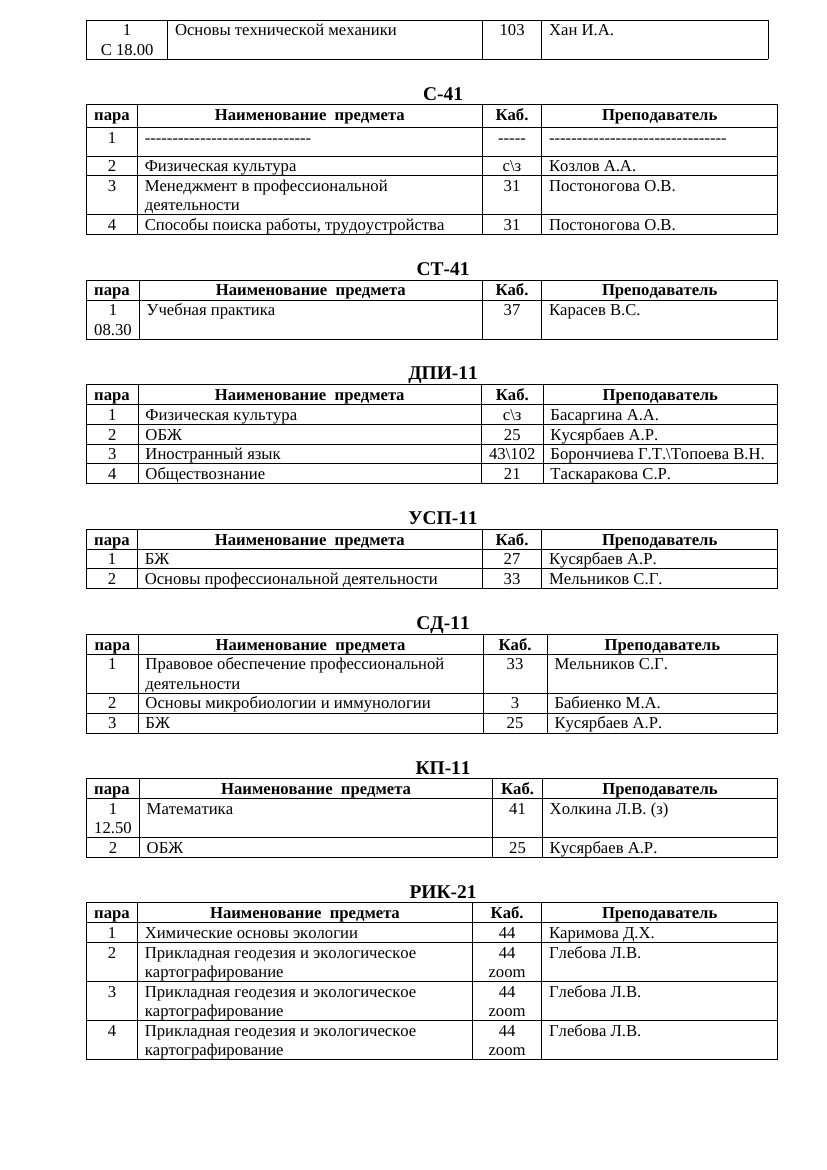 1 Основы технической механики 103 Хан И.А.
С 18.00
С-41
пара Наименование предмета Каб. Преподаватель
1 ------------------------------ ----- --------------------------------
2 Физическая культура с\з Козлов А.А.
3 Менеджмент в профессиональной 31 Постоногова О.В.
деятельности
4 Способы поиска работы, трудоустройства 31 Постоногова О.В.
СТ-41
пара Наименование предмета Каб. Преподаватель
1 Учебная практика 37 Карасев В.С.
08.30
ДПИ-11
пара Наименование предмета Каб. Преподаватель
1 Физическая культура с\з Басаргина А.А.
2 ОБЖ 25 Кусярбаев А.Р.
3 Иностранный язык 43\102 Борончиева Г.Т.\Топоева В.Н.
4 Обществознание 21 Таскаракова С.Р.
УСП-11
пара Наименование предмета Каб. Преподаватель
1 БЖ 27 Кусярбаев А.Р.
2 Основы профессиональной деятельности 33 Мельников С.Г.
СД-11
пара Наименование предмета Каб. Преподаватель
1 Правовое обеспечение профессиональной 33 Мельников С.Г.
деятельности
2 Основы микробиологии и иммунологии 3 Бабиенко М.А.
3 БЖ 25 Кусярбаев А.Р.
КП-11
пара Наименование предмета Каб. Преподаватель
1 Математика 41 Холкина Л.В. (з)
12.50
2 ОБЖ 25 Кусярбаев А.Р.
РИК-21
пара Наименование предмета Каб. Преподаватель
1 Химические основы экологии 44 Каримова Д.Х.
2 Прикладная геодезия и экологическое 44 Глебова Л.В.
картографирование zoom
3 Прикладная геодезия и экологическое 44 Глебова Л.В.
картографирование zoom
4 Прикладная геодезия и экологическое 44 Глебова Л.В.
картографирование zoom